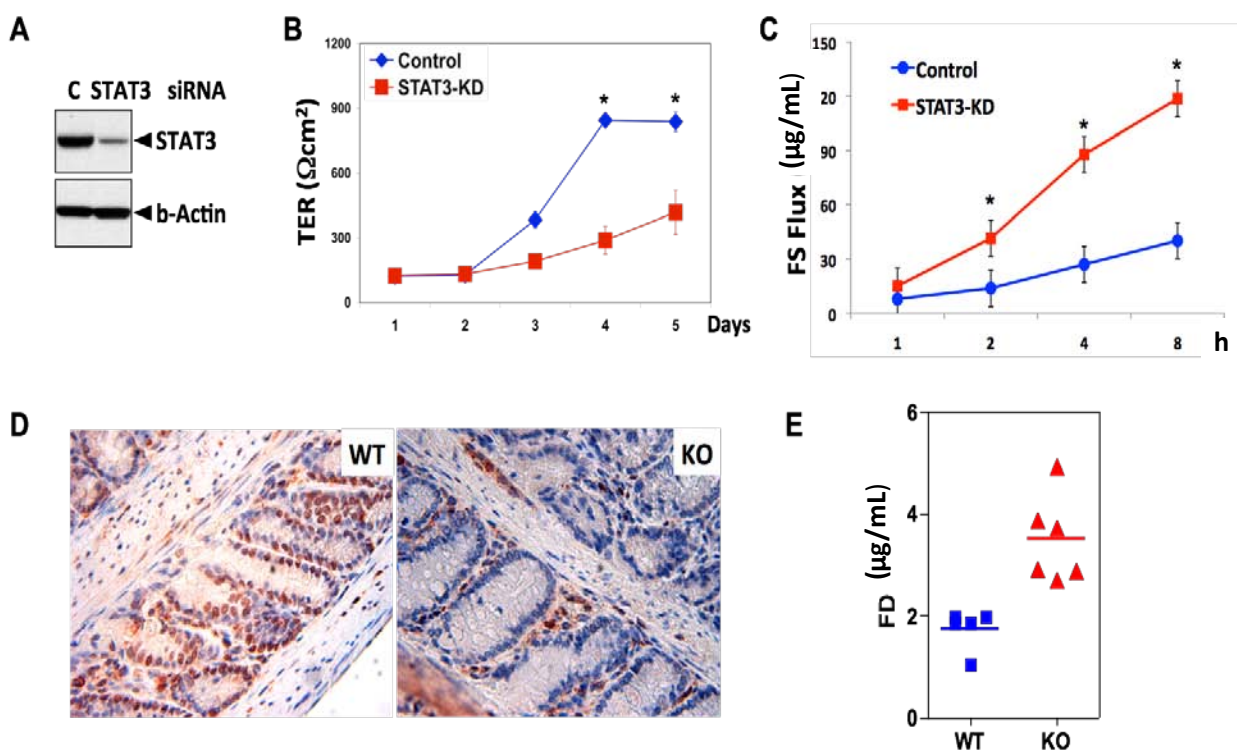 A
C STAT3 siRNA
STAT3
b-Actin
B
TER (Ωcm²)
1200
900
600
300
0
Control
STAT3-KD
*
*
1 2 3 4 5 Days
C
FS Flux (µg/mL)
150
20
90
60
30
0
Control
STAT3-KD
*
*
*
1 2 4 8 h
D
WT
KO
E
FD (µg/mL)
6
4
2
0
WT KO